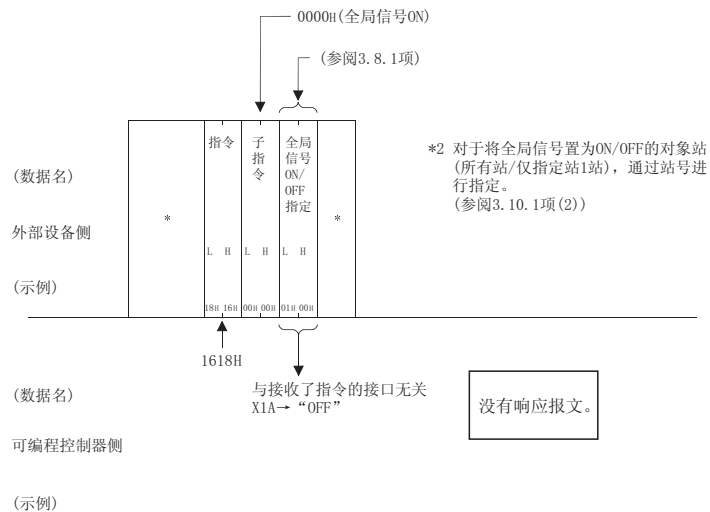 0000H(全局信号ON)
(参阅3.8.1项)
(数据名)
外部设备侧
(示例)
*
指令
L H
18H 16H
子
指
令
L H
00H 00H
全局
信号
ON/
OFF
指定
L H
01H 00H
*
*2 对于将全局信号置为ON/OFF的对象站
(所有站/仅指定站1站),通过站号进
行指定。
(参阅3.10.1项(2))
1618H
(数据名)
与接收了指令的接口无关
X1A→“OFF”
没有响应报文。
可编程控制器侧
(示例)